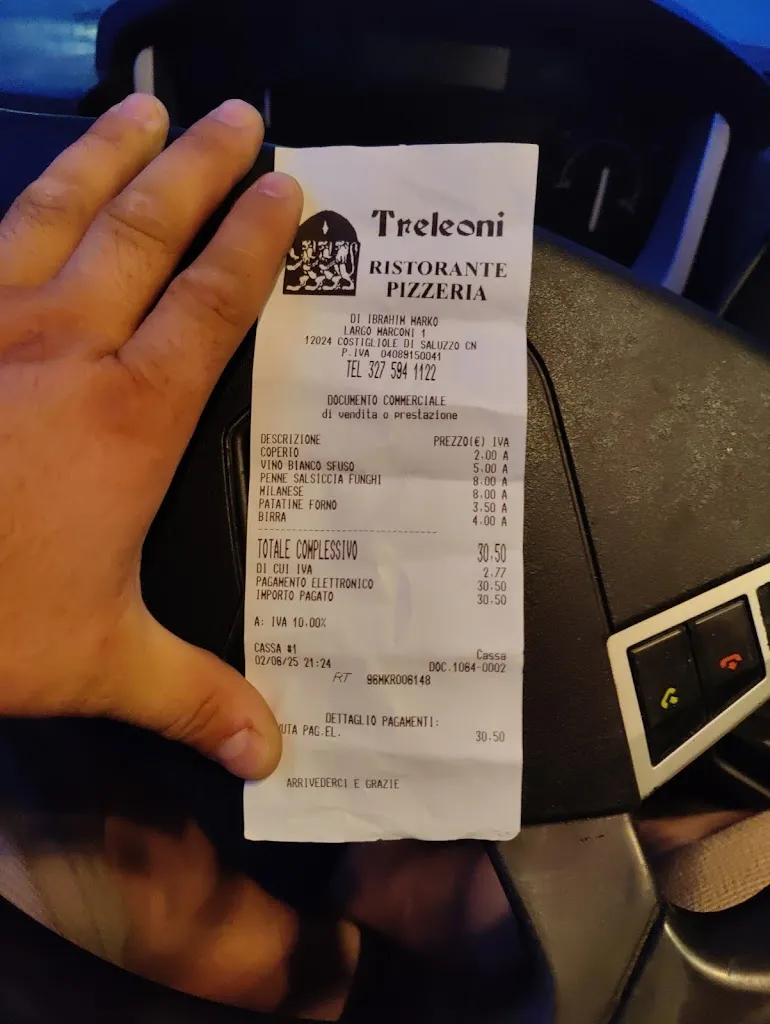 Treleoni
RISTORANTE
PIZZERIA
DI IBRAHIM MARKO
LARGO MARCONI 1
12024 COSTIGLIOLE DI SALUZZO CN
P.IVA 04089150041
TEL 327 594 1122
DOCUMENTO COMMERCIALE
di vendita o prestazione
DESCRIZIONE PREZZO(€) IVA
COPERTO 2.00 A
VINO BIANCO SFUSO 5.00 A
PENNE SALSICCIA FUNGHI 8.00 A
MILANESE 8.00 A
PATATINE FORNO 3.50 A
BIRRA 4.00 A
TOTALE COMPLESSIVO 30.50
DI CUI IVA 2.77
PAGAMENTO ELETTRONICO 30.50
IMPORTO PAGATO 30.50
A: IVA 10.00%
CASSA #1 Cassa
02/08/25 21:24 DOC.1064-0002
RT 96MKR006148
DETTAGLIO PAGAMENTI:
UTA PAG.EL. 30.50
ARRIVEDERCI E GRAZIE